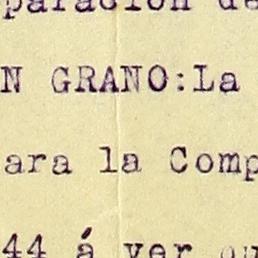 paración de
N GRANO:La
ara la Comp
44 á ver qu